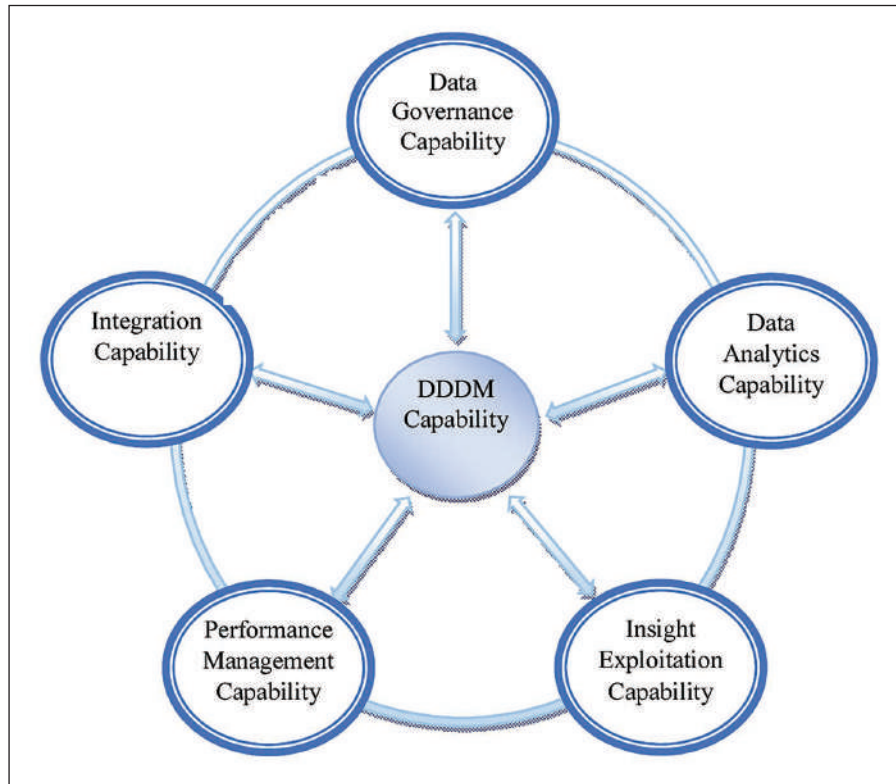 Data
Governance
Capability
Integration
Capability
Data
Analytics
Capability
DDDM
Capability
Performance
Management
Capability
Insight
Exploitation
Capability